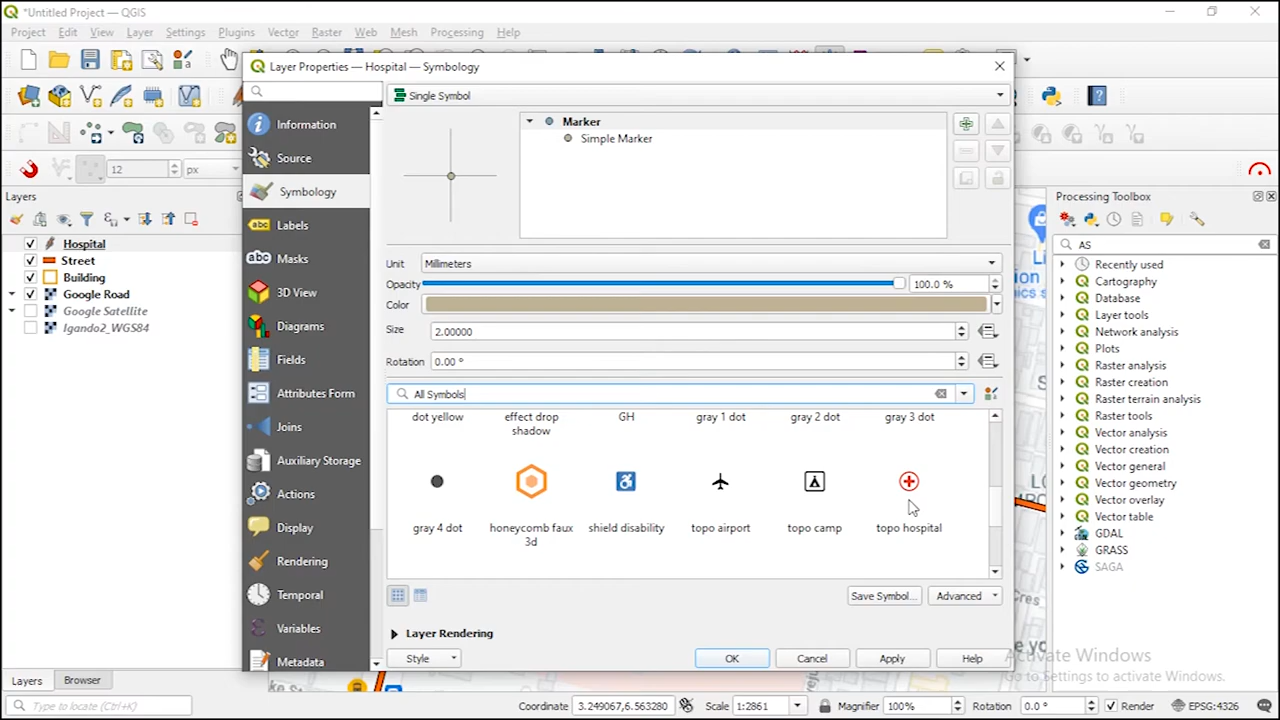 *Untitled Project — QGIS
Project Edit View Layer Settings Plugins Vector Raster Web Mesh Processing Help
Layer Properties — Hospital — Symbology
Single Symbol
Information
Source
Symbology
Labels
Masks
3D View
Diagrams
Fields
Attributes Form
Joins
Auxiliary Storage
Actions
Display
Rendering
Temporal
Variables
Metadata
Marker
Simple Marker
Unit Millimeters
Opacity 100.0 %
Color
Size 2.00000
Rotation 0.00 °
All Symbols
dot yellow
effect drop shadow
GH
gray 1 dot
gray 2 dot
gray 3 dot
gray 4 dot
honeycomb faux 3d
shield disability
topo airport
topo camp
topo hospital
Save Symbol... Advanced
Layer Rendering
Style OK Cancel Apply Help
12 px
Layers
Hospital
Street
Building
Google Road
Google Satellite
Igando2_WGS84
Layers Browser
Processing Toolbox
AS
Recently used
Cartography
Database
Layer tools
Network analysis
Plots
Raster analysis
Raster creation
Raster terrain analysis
Raster tools
Vector analysis
Vector creation
Vector general
Vector geometry
Vector overlay
Vector table
GDAL
GRASS
SAGA
Activate Windows
Go to Settings to activate Windows.
Type to locate (Ctrl+K)
Coordinate 3.249067,6.563280 Scale 1:2861 Magnifier 100% Rotation 0.0 ° Render EPSG:4326